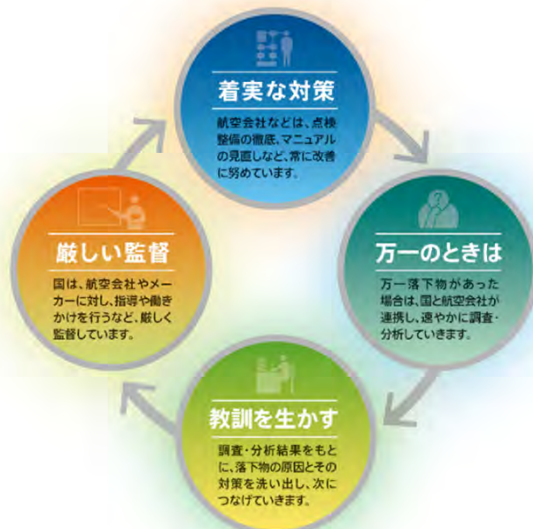 着実な対策
航空会社などは、点検
整備の徹底、マニュアル
の見直しなど、常に改善
に努めています。
万一のときは
万一落下物があった
場合は、国と航空会社が
連携し、速やかに調査・
分析していきます。
教訓を生かす
調査・分析結果をもと
に、落下物の原因とその
対策を洗い出し、次に
つなげていきます。
厳しい監督
国は、航空会社やメー
カーに対し、指導や働き
かけを行うなど、厳しく
監督しています。